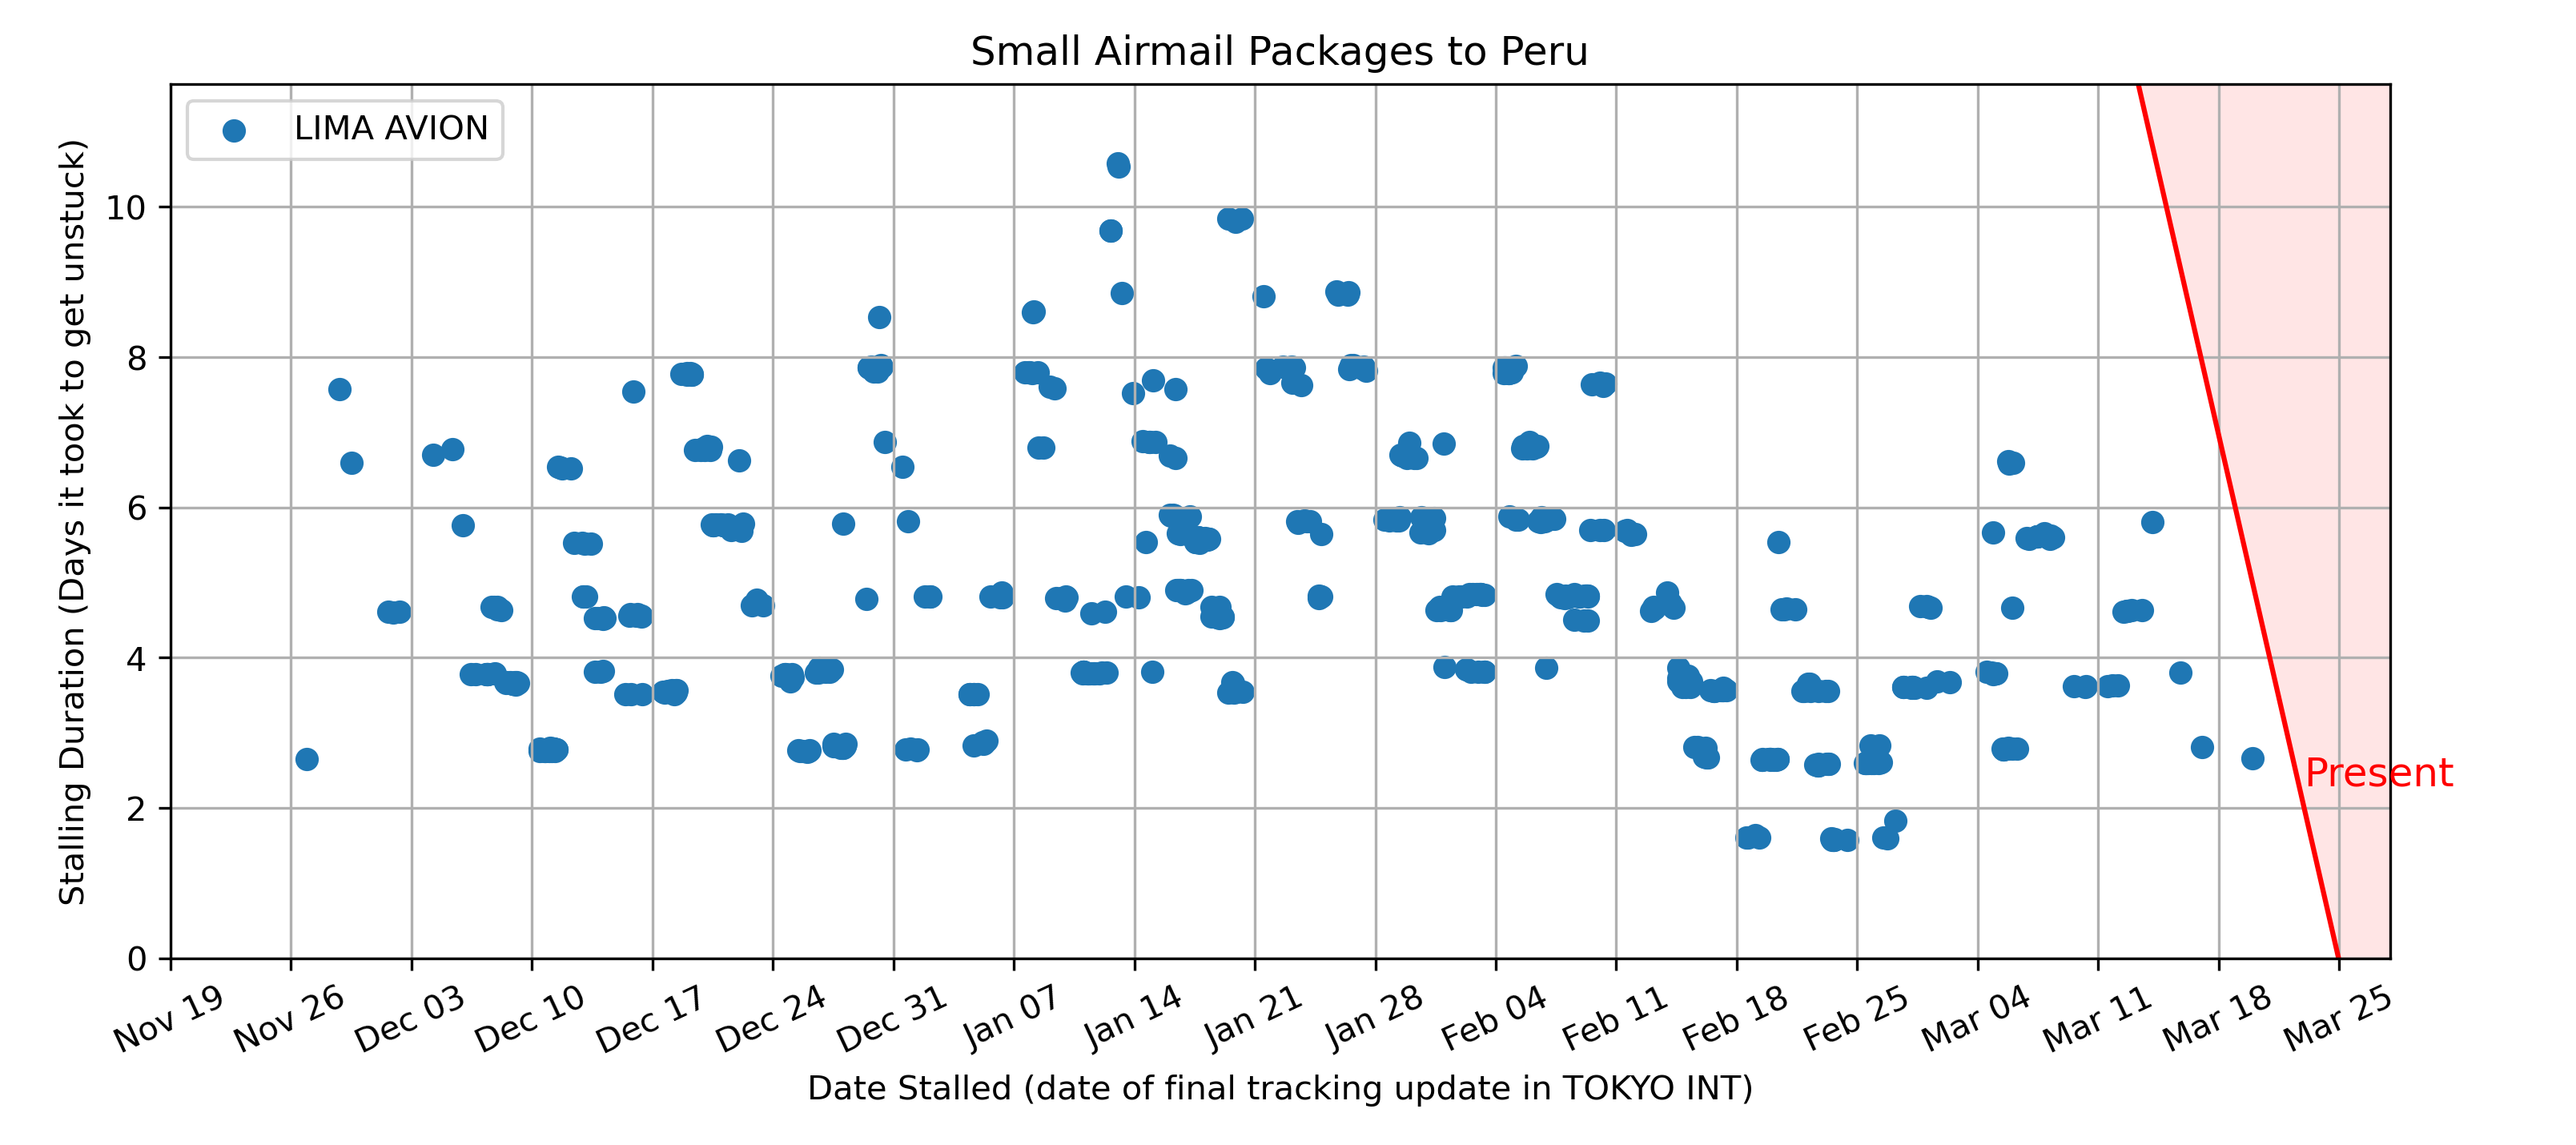 Small Airmail Packages to Peru
LIMA AVION
Stalling Duration (Days it took to get unstuck)
10
8
6
4
2
0
Present
Nov 19 Nov 26 Dec 03 Dec 10 Dec 17 Dec 24 Dec 31 Jan 07 Jan 14 Jan 21 Jan 28 Feb 04 Feb 11 Feb 18 Feb 25 Mar 04 Mar 11 Mar 18 Mar 25
Date Stalled (date of final tracking update in TOKYO INT)